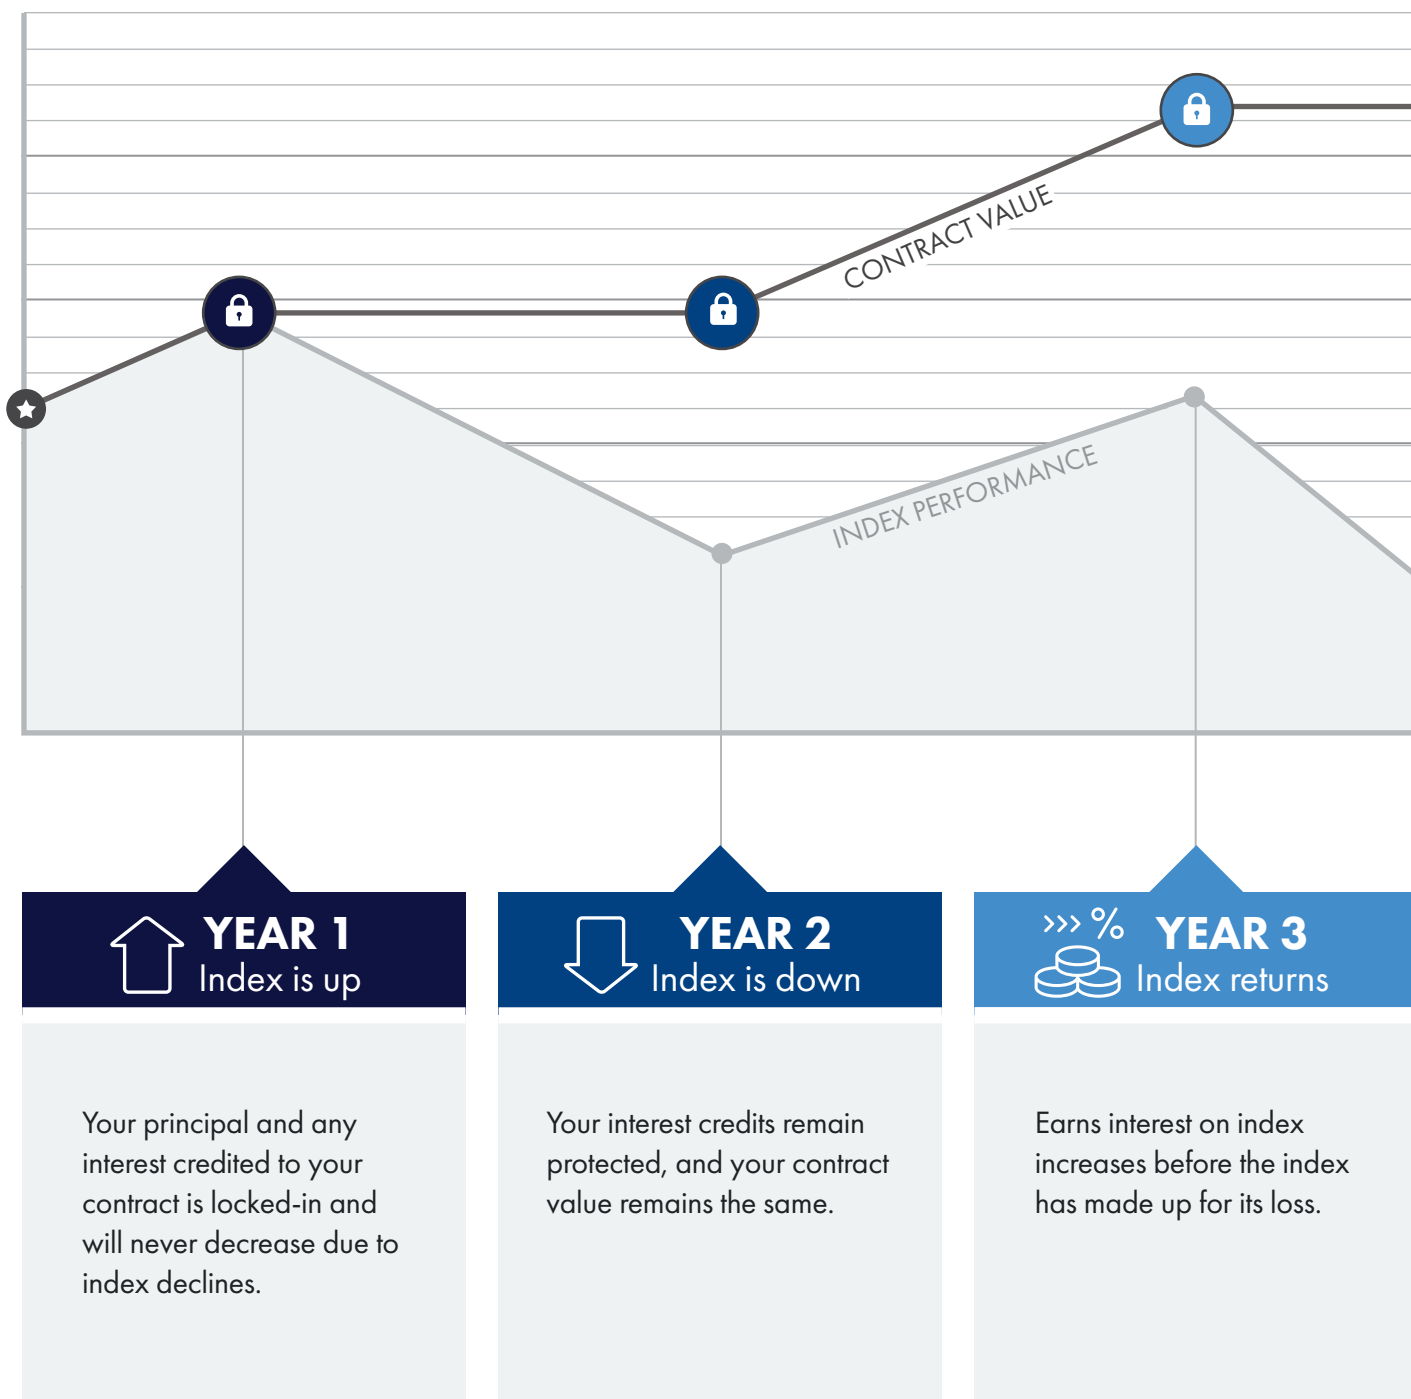 CONTRACT VALUE
INDEX PERFORMANCE
YEAR 1
Index is up
Your principal and any
interest credited to your
contract is locked-in and
will never decrease due to
index declines.
YEAR 2
Index is down
Your interest credits remain
protected, and your contract
value remains the same.
>>> %
YEAR 3
Index returns
Earns interest on index
increases before the index
has made up for its loss.